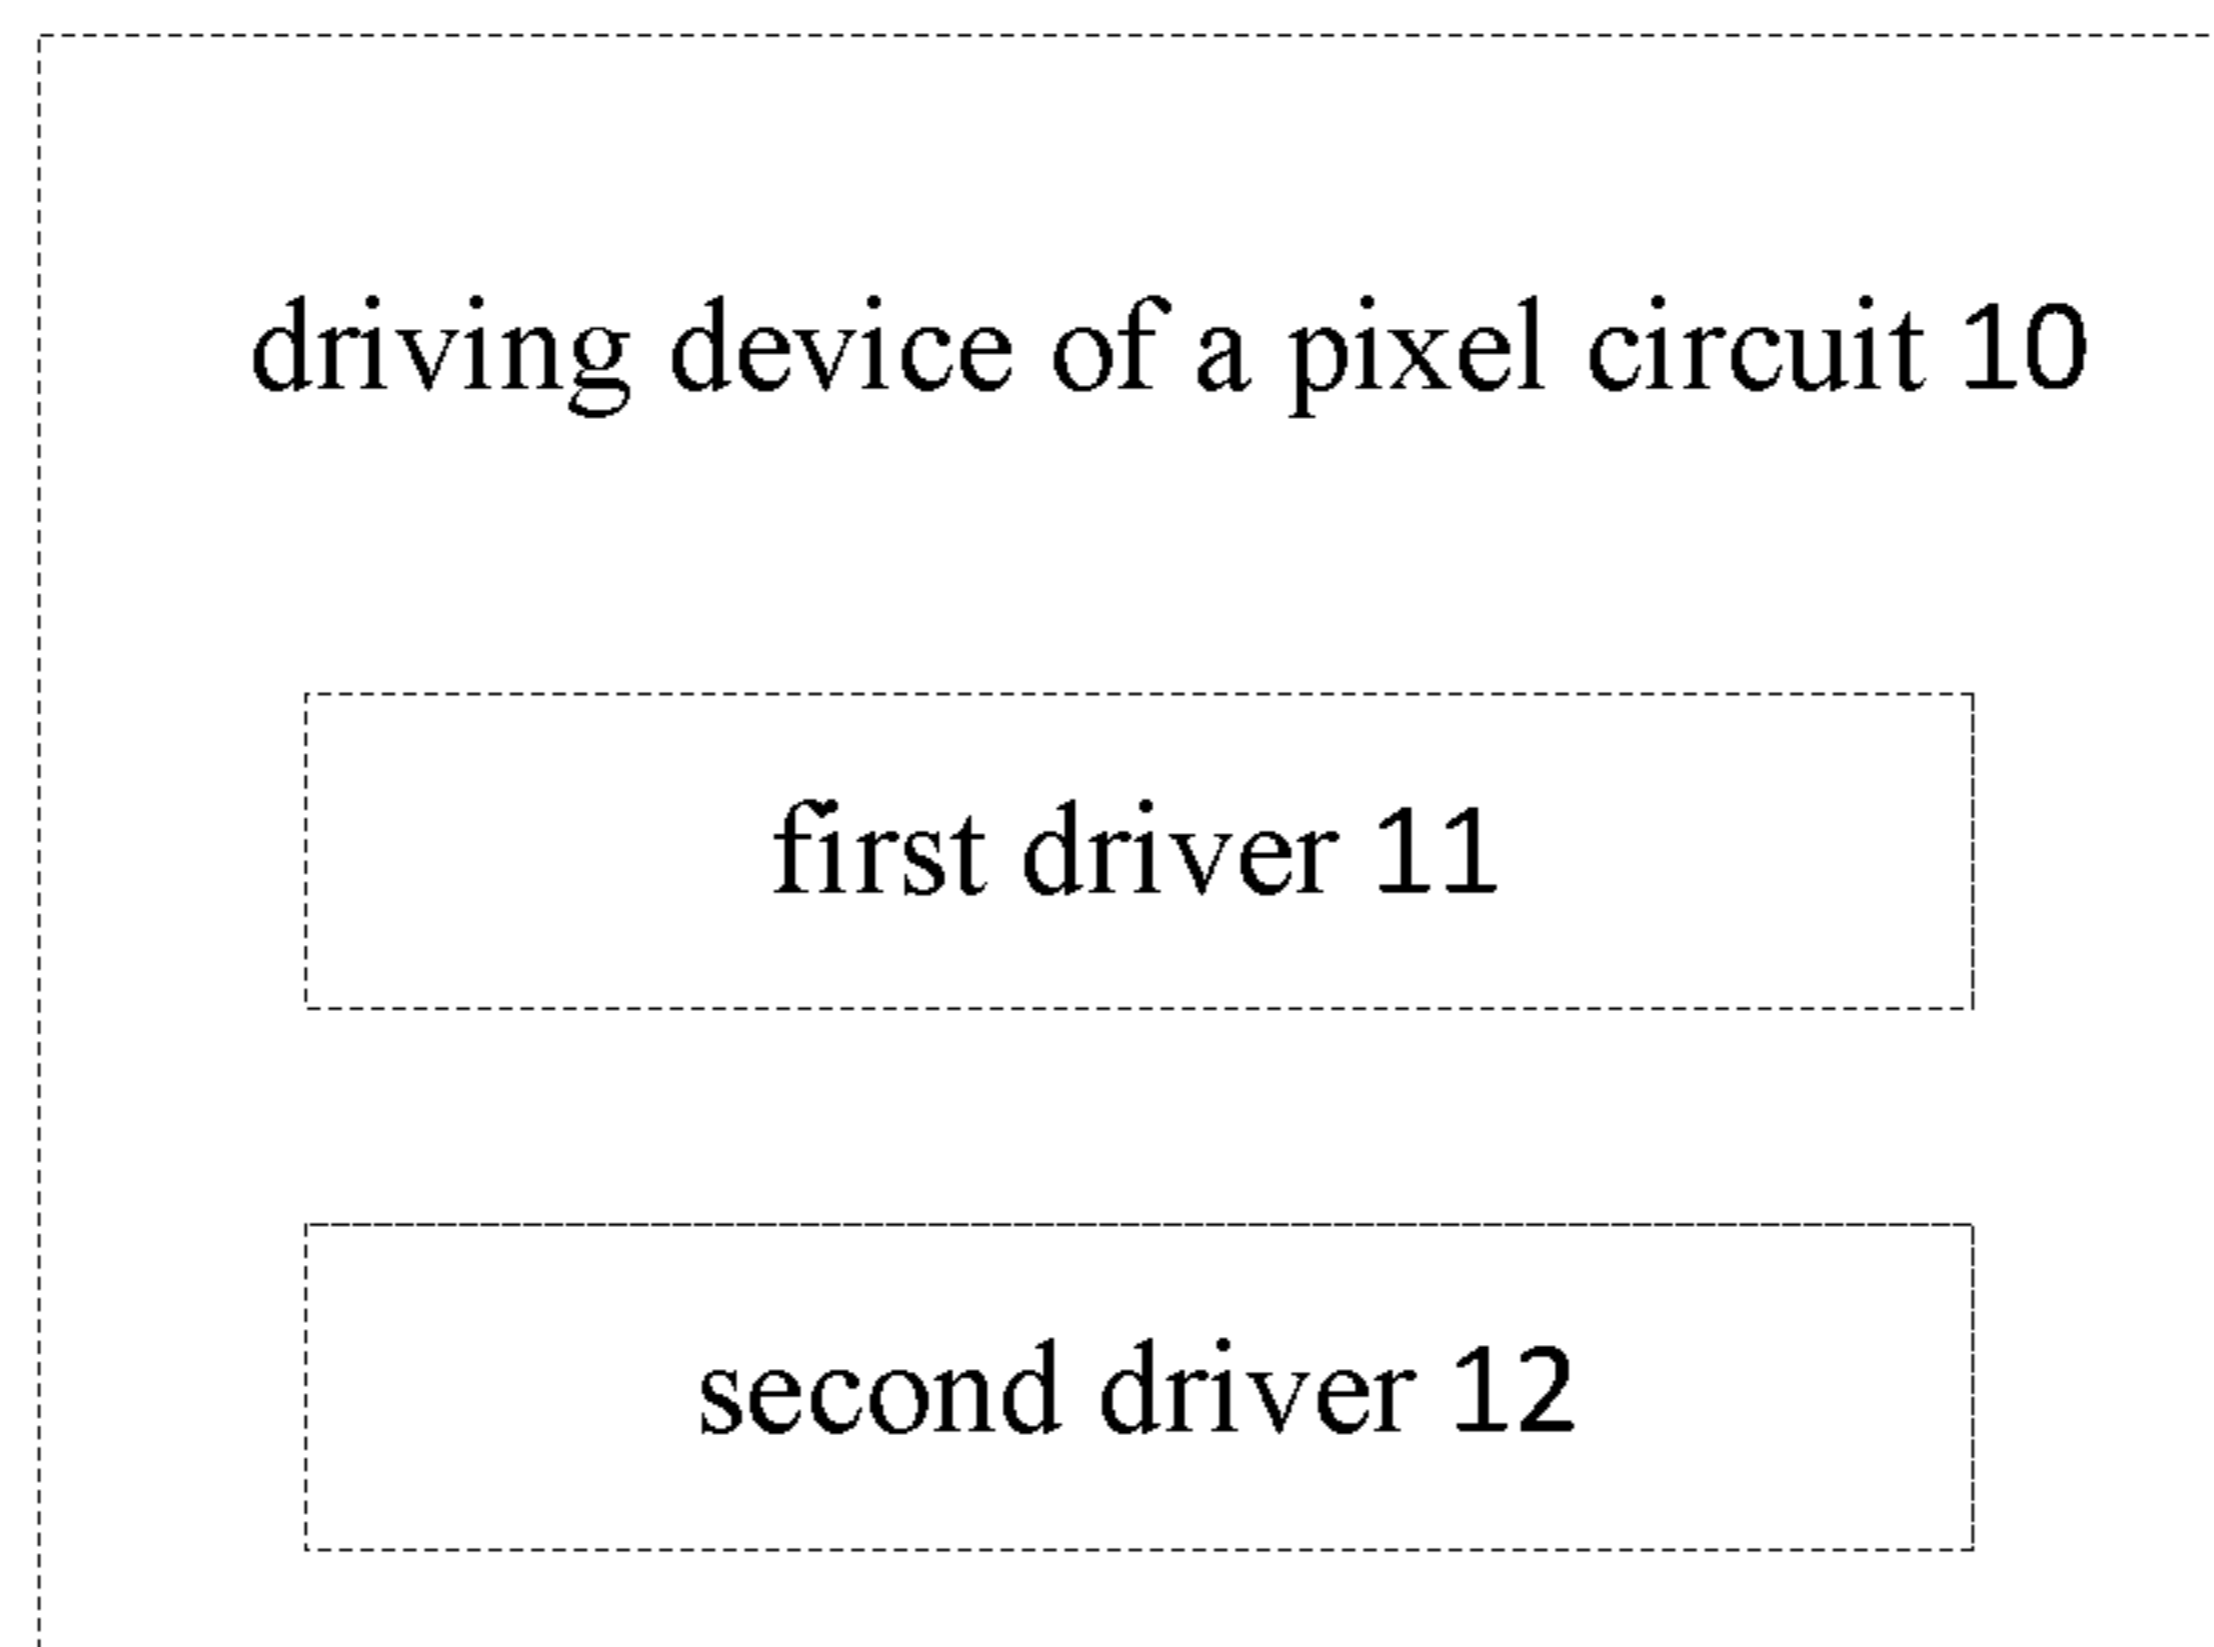 driving device of a pixel circuit 10
first driver 11
second driver 12